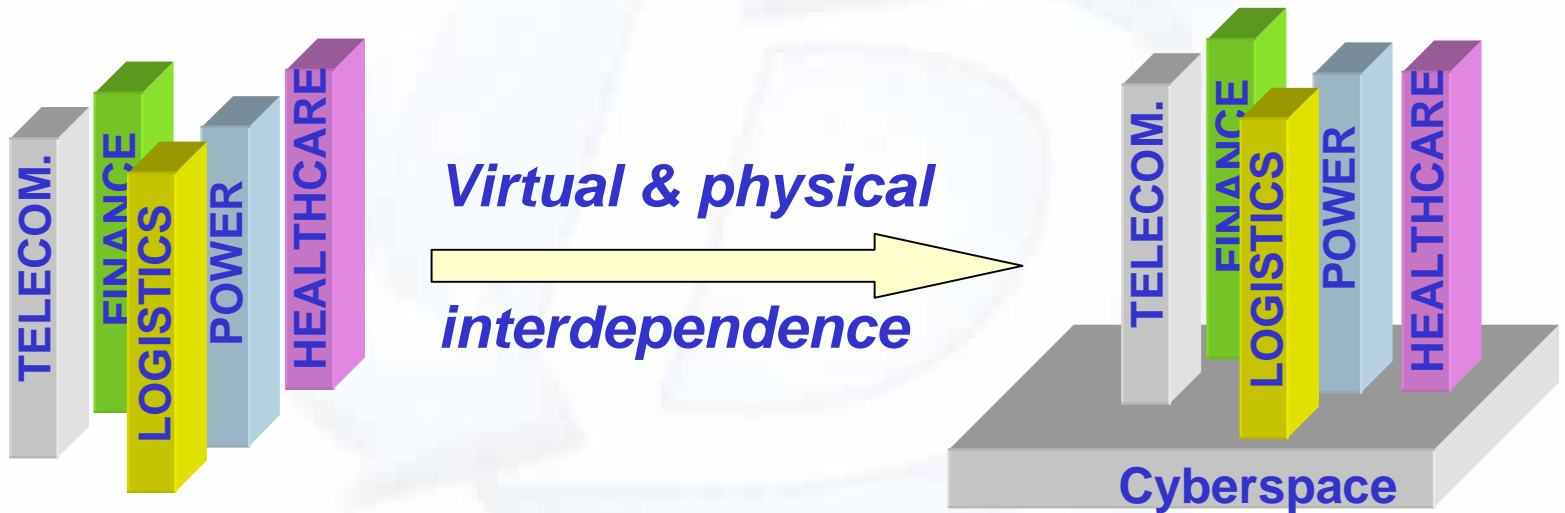 TELECOM.
FINANCE
LOGISTICS
POWER
HEALTHCARE
Virtual & physical
interdependence
TELECOM.
FINANCE
LOGISTICS
POWER
HEALTHCARE
Cyberspace